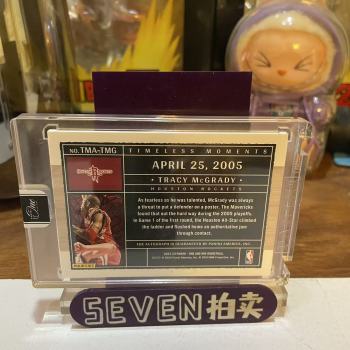 One
NO. TMA-TMG
TIMELESS MOMENTS
APRIL 25, 2005
• TRACY McGRADY •
HOUSTON ROCKETS
As fearless as he was talented, McGrady was always
a threat to put a defender on a poster. The Mavericks
found that out the hard way during the 2005 playoffs.
In Game 1 of the first round, the Houston All-Star climbed
the ladder and flushed home an authoritative jam
through contact.
THE AUTOGRAPH IS GUARANTEED BY PANINI AMERICA, INC.
PANINI
SEVEN拍卖